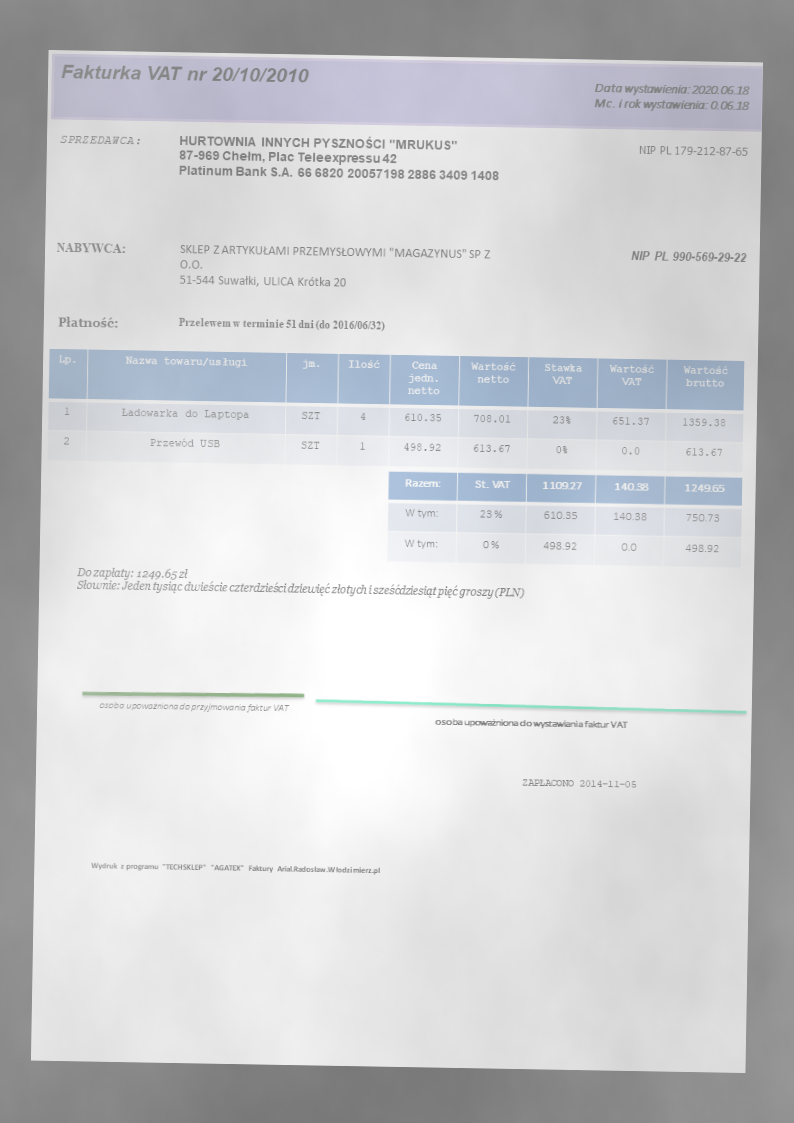 Fakturka VAT nr 20/10/2010
Data wystawienia: 2020.06.18
Mc. i rok wystawienia: 0.06.18
SPRZEDAWCA:
HURTOWNIA INNYCH PYSZNOŚCI "MRUKUS"
87-969 Chełm, Plac Teleexpressu 42
Platinum Bank S.A. 66 6820 20057198 2886 3409 1408
NIP PL 179-212-87-65
NABYWCA:
SKLEP Z ARTYKUŁAMI PRZEMYSŁOWYMI "MAGAZYNUS" SP Z
O.O.
51-544 Suwałki, ULICA Krótka 20
NIP PL 990-569-29-22
Płatność: Przelewem w terminie 51 dni (do 2016/06/32)
Lp. Nazwa towaru/usługi jm. Ilość Cena jedn. netto Wartość netto Stawka VAT Wartość VAT Wartość brutto
1 Ładowarka do Laptopa SZT 4 610.35 708.01 23% 651.37 1359.38
2 Przewód USB SZT 1 498.92 613.67 0% 0.0 613.67
Razem: St. VAT 1109.27 140.38 1249.65
W tym: 23 % 610.35 140.38 750.73
W tym: 0 % 498.92 0.0 498.92
Do zapłaty: 1249.65 zł
Słownie: Jeden tysiąc dwieście czterdzieści dziewięć złotych i sześćdziesiąt pięć groszy (PLN)
osoba upoważniona do przyjmowania faktur VAT
osoba upoważniona do wystawiania faktur VAT
ZAPŁACONO 2014-11-05
Wydruk z programu "TECHSKLEP" "AGATEX" Faktury Arial.Radosław.Włodzimierz.pl